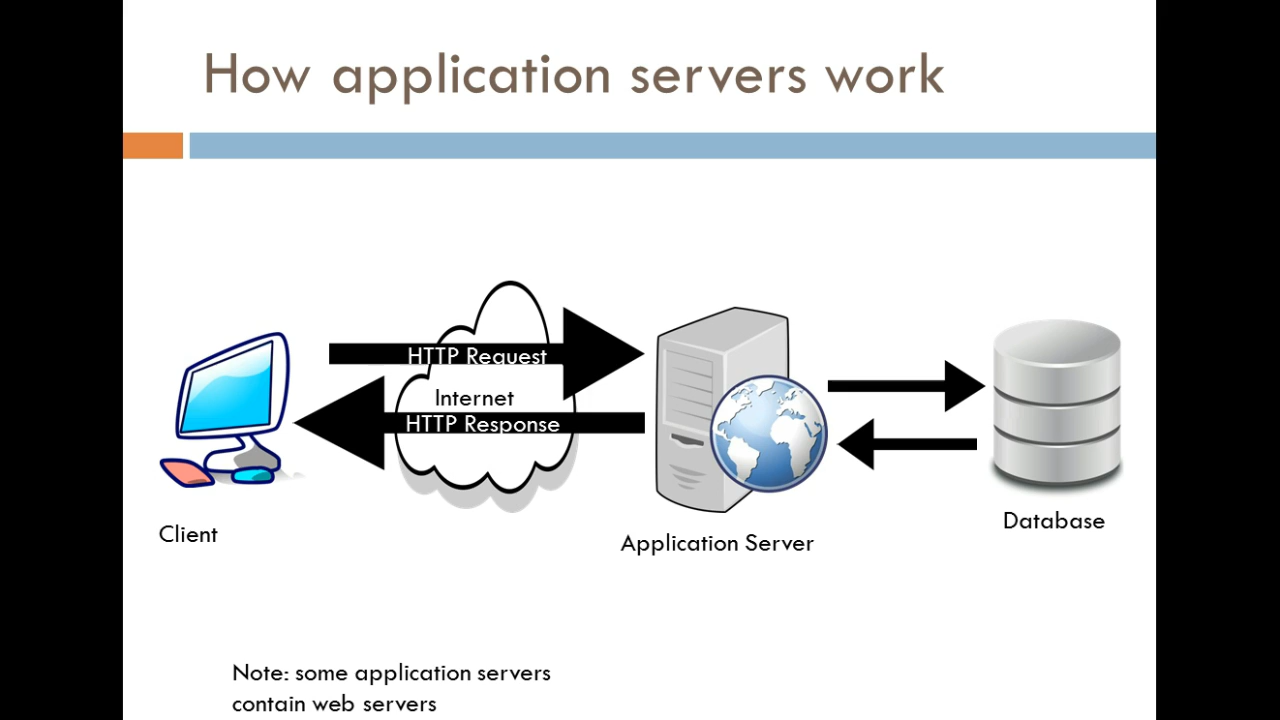 How application servers work
HTTP Request
Internet
HTTP Response
Client
Application Server
Database
Note: some application servers
contain web servers